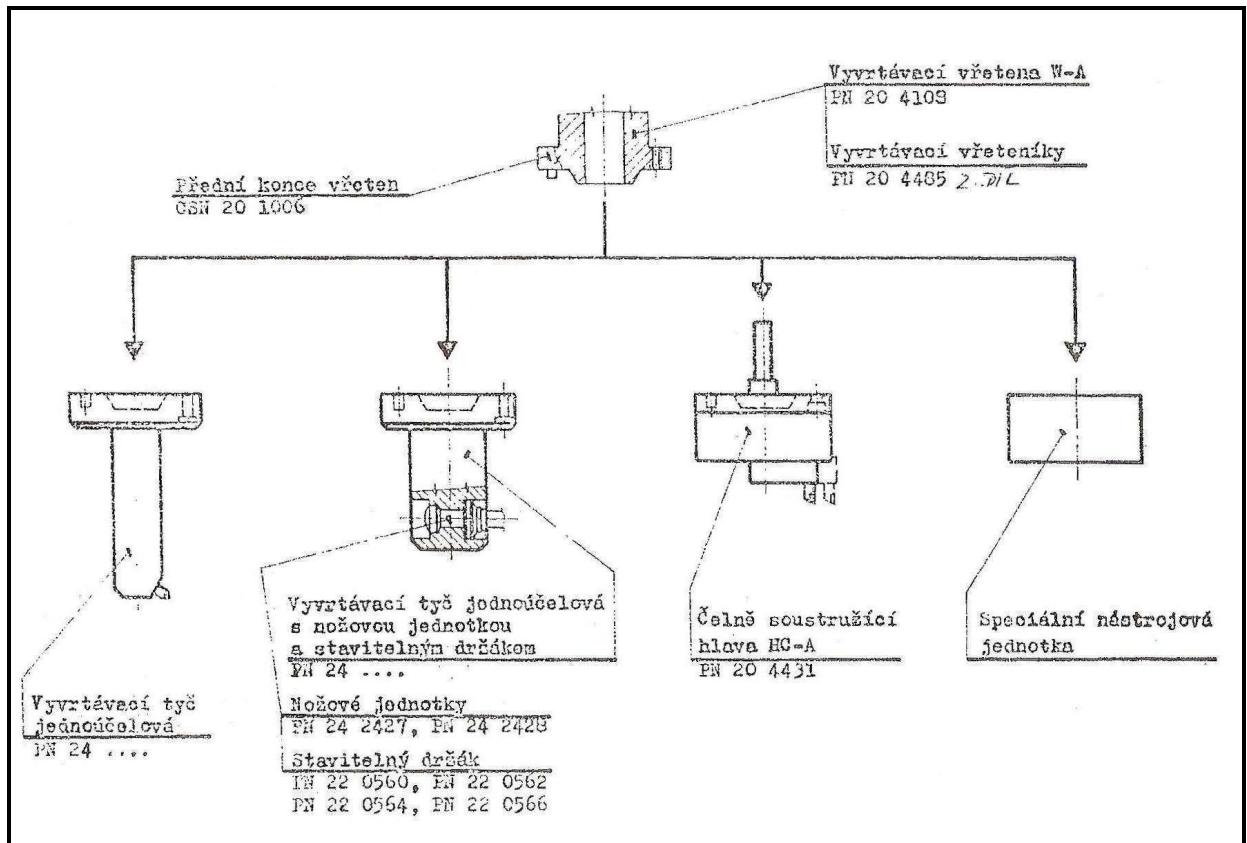 Vyvrtávací vřetena W-A
PN 20 4108
Vyvrtávací vřeteníky
PN 20 4485 2.DÍL
Přední konce vřeten
ČSN 20 1006
Vyvrtávací tyč jednoúčelová
s nožovou jednotkou
a stavitelným držákem
PN 24 ....
Nožové jednotky
PN 24 2427, PN 24 2428
Stavitelný držák
PN 22 0560, PN 22 0562
PN 22 0564, PN 22 0566
Čelně soustružící
hlava HC-A
PN 20 4431
Speciální nástrojová
jednotka
Vyvrtávací tyč
jednoúčelová
PN 24 ....